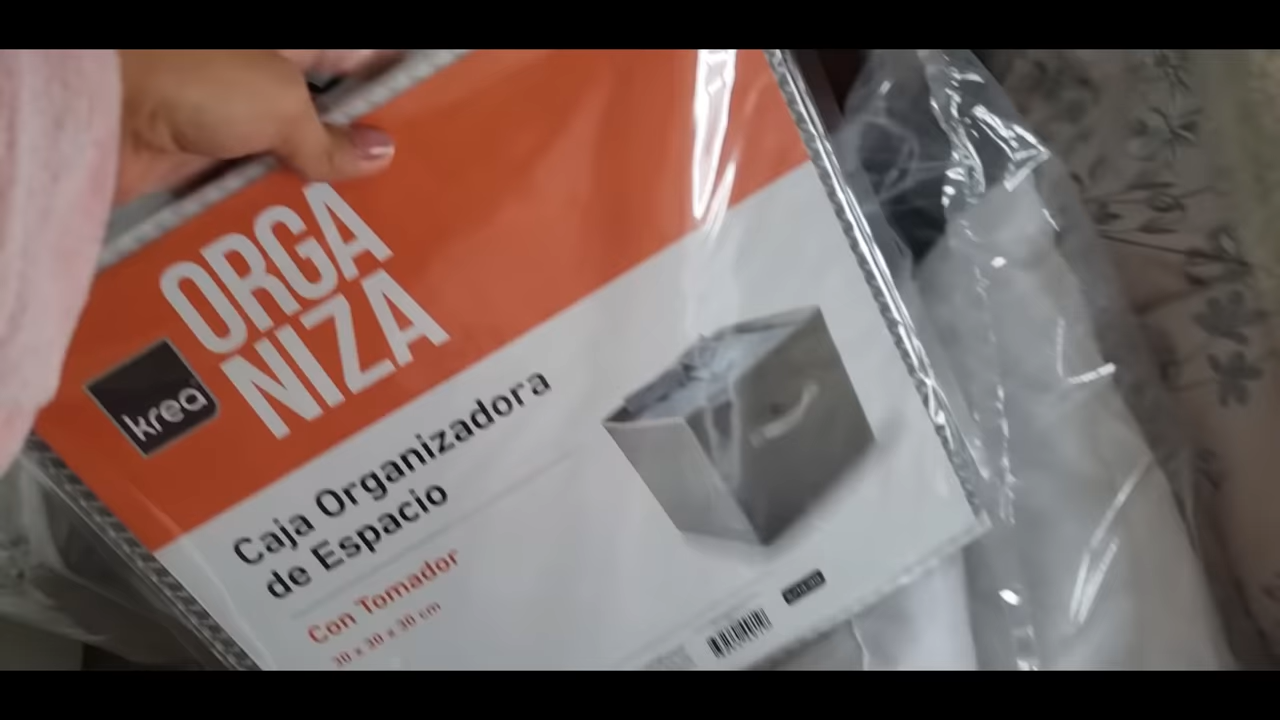 ORGA
NIZA
krea
Caja Organizadora
de Espacio
Con Tomador
30 x 30 x 30 cm